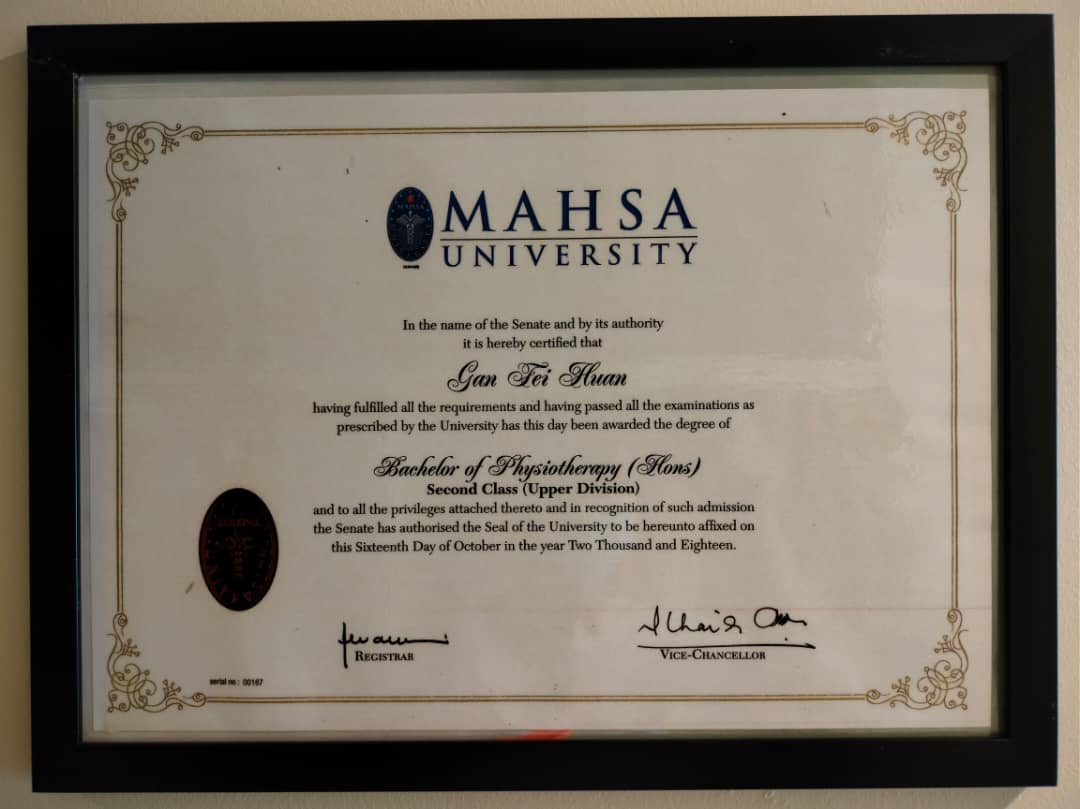 MAHSA
UNIVERSITY
In the name of the Senate and by its authority
it is hereby certified that
Gan Fei Huan
having fulfilled all the requirements and having passed all the examinations as
prescribed by the University has this day been awarded the degree of
Bachelor of Physiotherapy (Hons)
Second Class (Upper Division)
and to all the privileges attached thereto and in recognition of such admission
the Senate has authorised the Seal of the University to be hereunto affixed on
this Sixteenth Day of October in the year Two Thousand and Eighteen.
REGISTRAR
VICE-CHANCELLOR
serial no : 00167